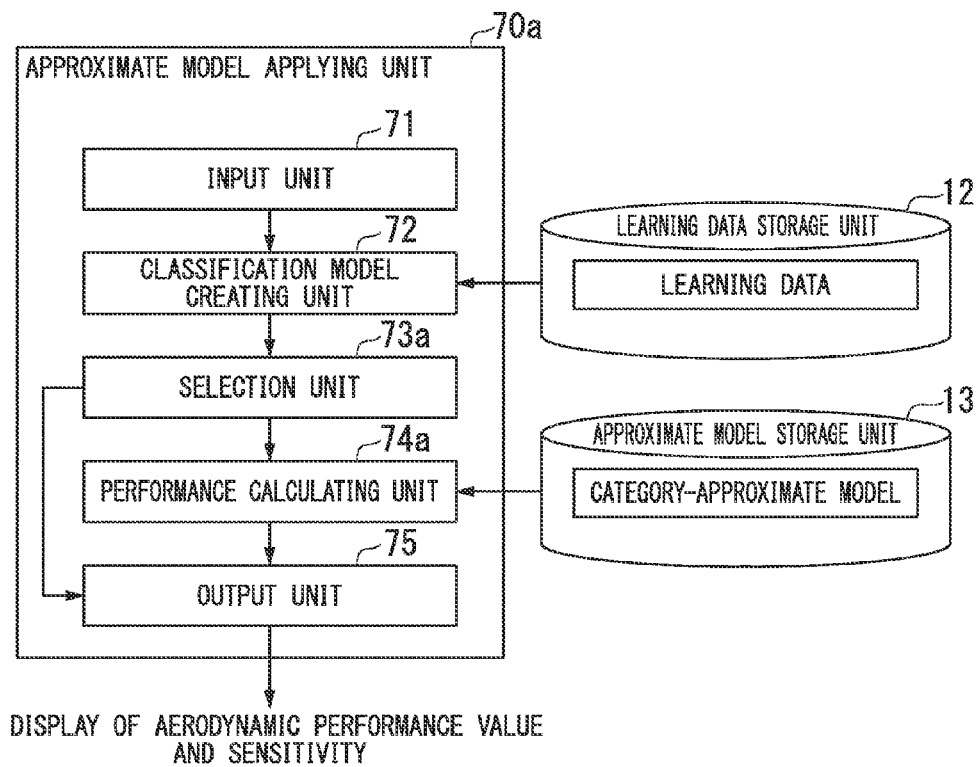 70a
APPROXIMATE MODEL APPLYING UNIT
71
INPUT UNIT
72
CLASSIFICATION MODEL
CREATING UNIT
73a
SELECTION UNIT
74a
PERFORMANCE CALCULATING UNIT
75
OUTPUT UNIT
12
LEARNING DATA STORAGE UNIT
LEARNING DATA
13
APPROXIMATE MODEL STORAGE UNIT
CATEGORY-APPROXIMATE MODEL
DISPLAY OF AERODYNAMIC PERFORMANCE VALUE
AND SENSITIVITY